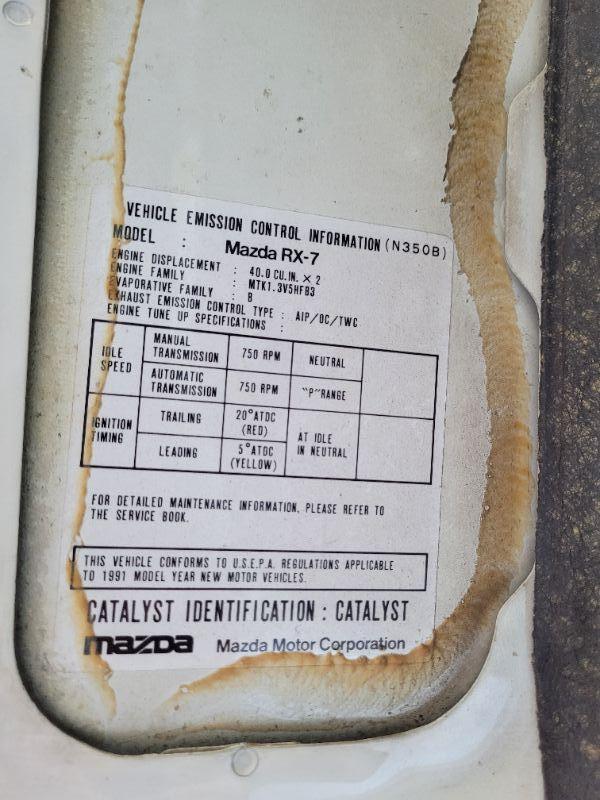 VEHICLE EMISSION CONTROL INFORMATION (N350B)
MODEL : Mazda RX-7
ENGINE DISPLACEMENT : 40.0 CU.IN. × 2
ENGINE FAMILY : MTK1.3V5HFB3
EVAPORATIVE FAMILY : B
EXHAUST EMISSION CONTROL TYPE : AIP/OC/TWC
ENGINE TUNE UP SPECIFICATIONS :
IDLE SPEED
MANUAL TRANSMISSION 750 RPM NEUTRAL
AUTOMATIC TRANSMISSION 750 RPM "P"RANGE
IGNITION TIMING
TRAILING 20°ATDC (RED)
LEADING 5°ATDC (YELLOW)
AT IDLE IN NEUTRAL
FOR DETAILED MAINTENANCE INFORMATION, PLEASE REFER TO
THE SERVICE BOOK.
THIS VEHICLE CONFORMS TO U.S.E.P.A. REGULATIONS APPLICABLE
TO 1991 MODEL YEAR NEW MOTOR VEHICLES.
CATALYST IDENTIFICATION : CATALYST
mazda Mazda Motor Corporation